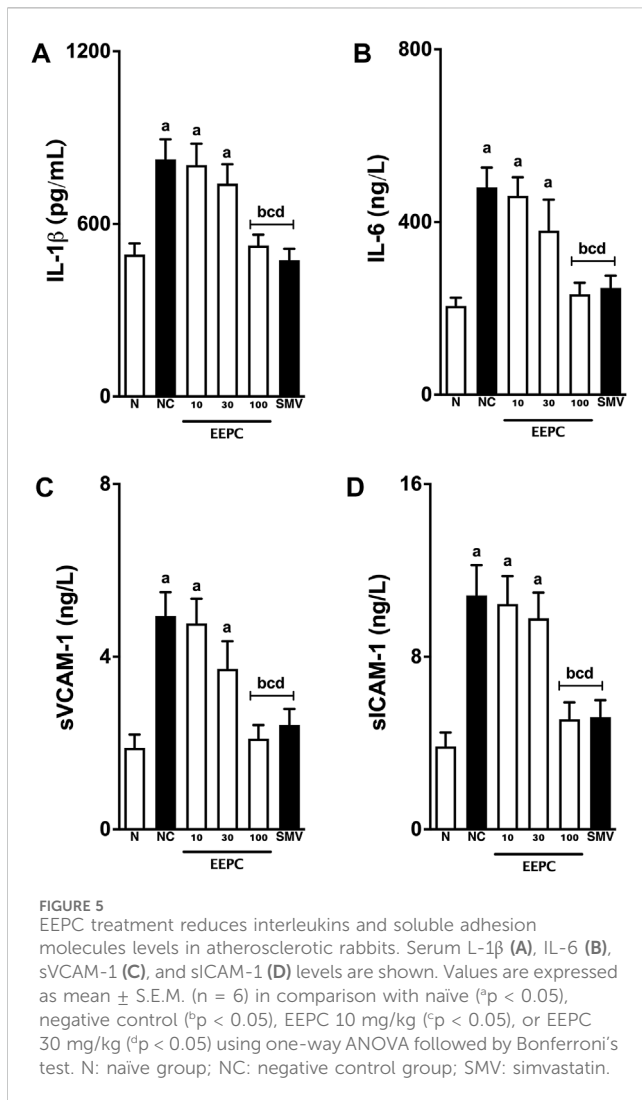 A
IL-1β (pg/mL)
1200
600
0
a a a bcd
N NC 10 30 100 SMV
EEPC
B
IL-6 (ng/L)
800
400
0
a a a bcd
N NC 10 30 100 SMV
EEPC
C
sVCAM-1 (ng/L)
8
4
0
a a a bcd
N NC 10 30 100 SMV
EEPC
D
sICAM-1 (ng/L)
16
8
0
a a a bcd
N NC 10 30 100 SMV
EEPC
FIGURE 5
EEPC treatment reduces interleukins and soluble adhesion
molecules levels in atherosclerotic rabbits. Serum L-1β (A), IL-6 (B),
sVCAM-1 (C), and sICAM-1 (D) levels are shown. Values are expressed
as mean ± S.E.M. (n = 6) in comparison with naïve (ᵃp < 0.05),
negative control (ᵇp < 0.05), EEPC 10 mg/kg (ᶜp < 0.05), or EEPC
30 mg/kg (ᵈp < 0.05) using one-way ANOVA followed by Bonferroni's
test. N: naïve group; NC: negative control group; SMV: simvastatin.